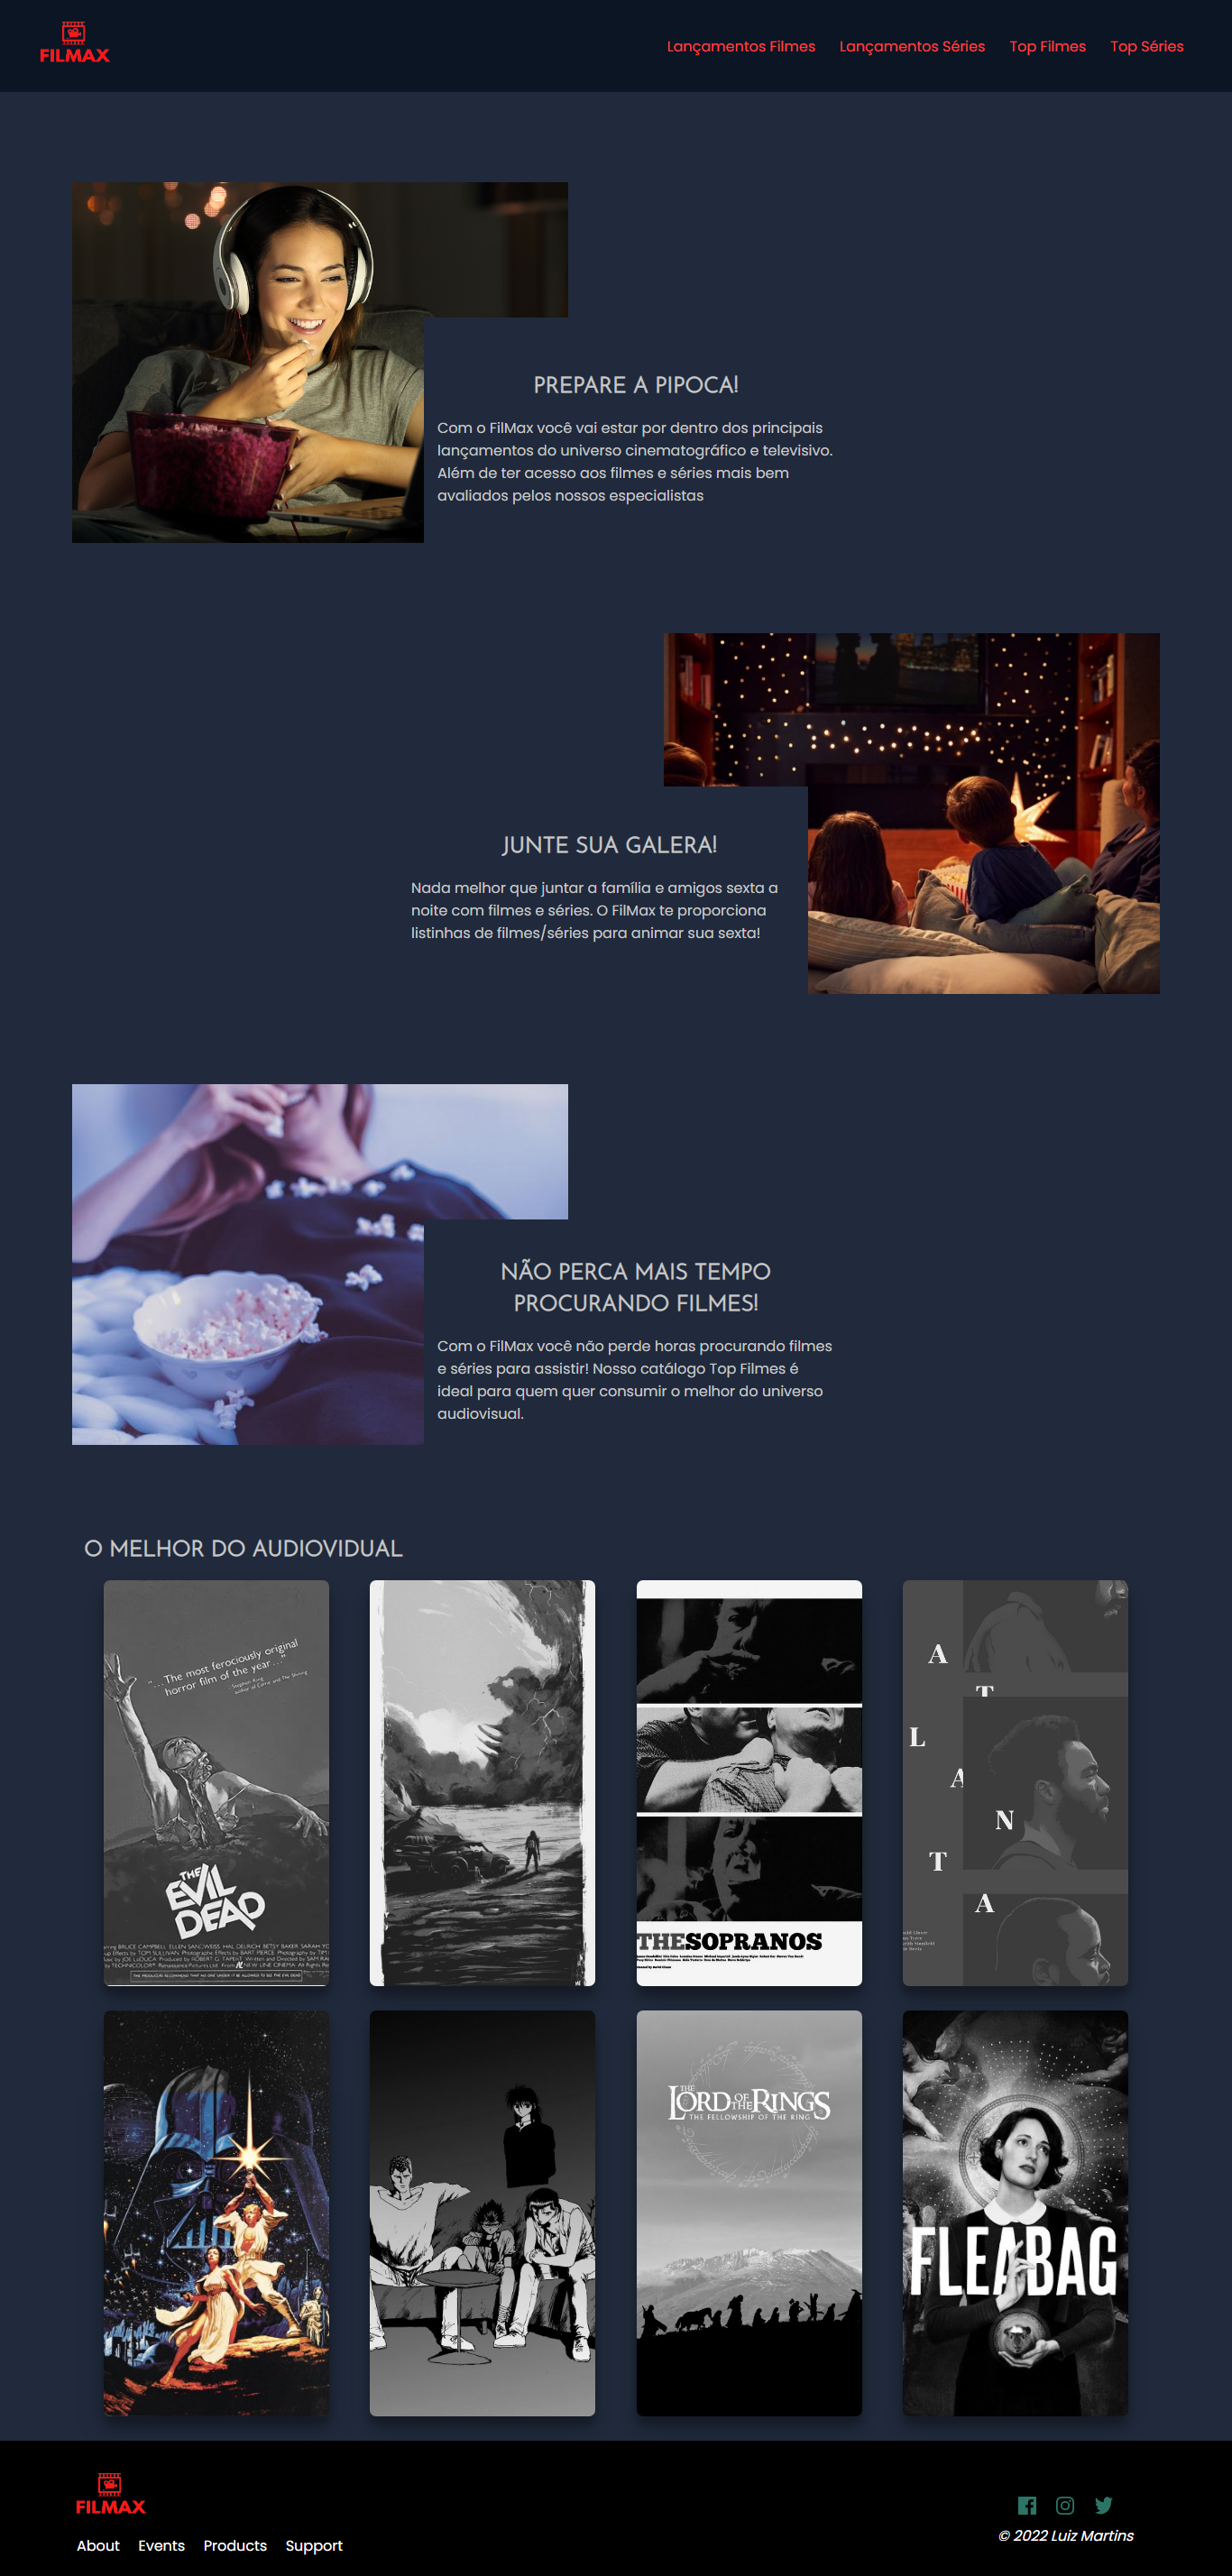 FILMAX
Lançamentos Filmes
Lançamentos Séries
Top Filmes
Top Séries
PREPARE A PIPOCA!
Com o FilMax você vai estar por dentro dos principais
lançamentos do universo cinematográfico e televisivo.
Além de ter acesso aos filmes e séries mais bem
avaliados pelos nossos especialistas
JUNTE SUA GALERA!
Nada melhor que juntar a família e amigos sexta a
noite com filmes e séries. O FilMax te proporciona
listinhas de filmes/séries para animar sua sexta!
NÃO PERCA MAIS TEMPO
PROCURANDO FILMES!
Com o FilMax você não perde horas procurando filmes
e séries para assistir! Nosso catálogo Top Filmes é
ideal para quem quer consumir o melhor do universo
audiovisual.
O MELHOR DO AUDIOVIDUAL
"...The most ferociously original
horror film of the year..."
THE
EVIL
DEAD
THE SOPRANOS
A
T
L
A
N
T
A
THE
LORD OF THE RINGS
THE FELLOWSHIP OF THE RING
FLEABAG
FILMAX
About
Events
Products
Support
© 2022 Luiz Martins